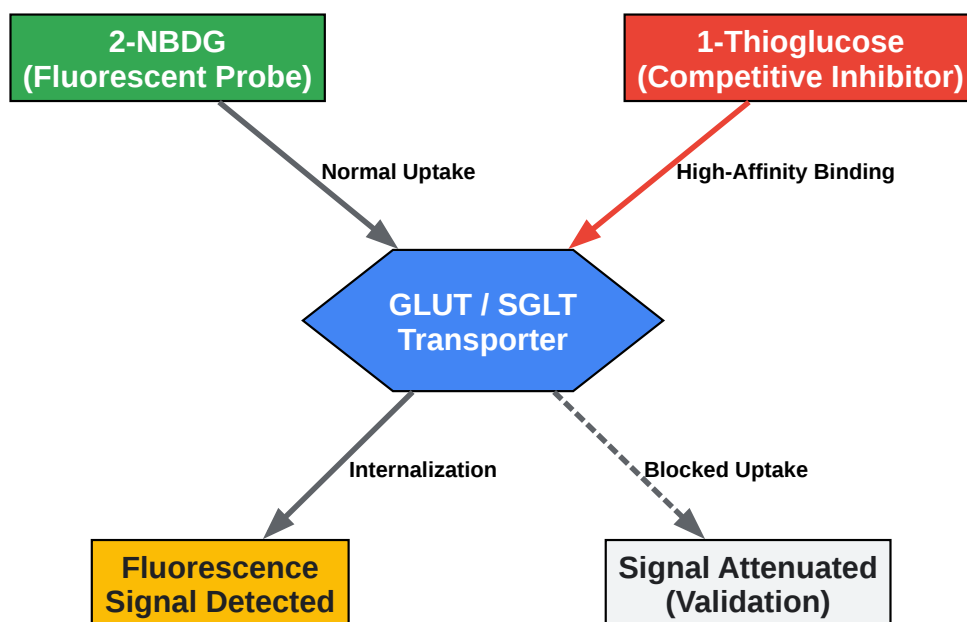 2-NBDG
(Fluorescent Probe)
1-Thioglucose
(Competitive Inhibitor)
Normal Uptake
High-Affinity Binding
GLUT / SGLT
Transporter
Internalization
Blocked Uptake
Fluorescence
Signal Detected
Signal Attenuated
(Validation)